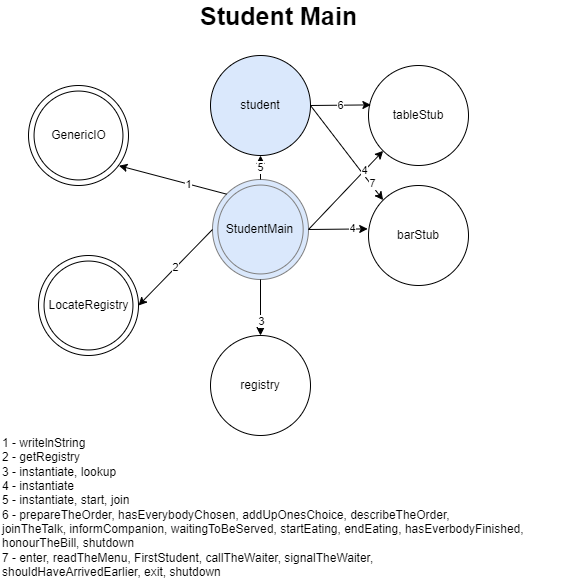 Student Main
student
6
tableStub
GenericIO
5
4
1
7
StudentMain
4
barStub
2
LocateRegistry
3
registry
1 - writeInString
2 - getRegistry
3 - instantiate, lookup
4 - instantiate
5 - instantiate, start, join
6 - prepareTheOrder, hasEverybodyChosen, addUpOnesChoice, describeTheOrder,
joinTheTalk, informCompanion, waitingToBeServed, startEating, endEating, hasEverbodyFinished,
honourTheBill, shutdown
7 - enter, readTheMenu, FirstStudent, callTheWaiter, signalTheWaiter,
shouldHaveArrivedEarlier, exit, shutdown